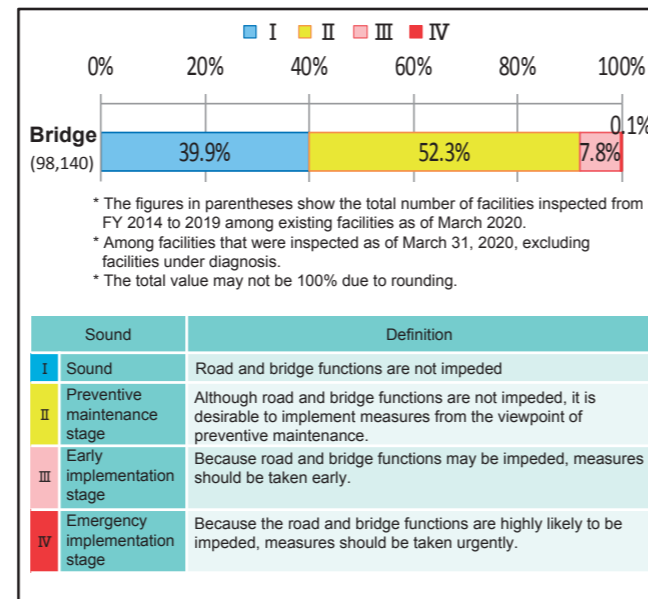 Ⅰ Ⅱ Ⅲ Ⅳ
0% 20% 40% 60% 80% 100%
0.1%
Bridge
(98,140)
39.9% 52.3% 7.8%
* The figures in parentheses show the total number of facilities inspected from
FY 2014 to 2019 among existing facilities as of March 2020.
* Among facilities that were inspected as of March 31, 2020, excluding
facilities under diagnosis.
* The total value may not be 100% due to rounding.
Sound Definition
Ⅰ Sound Road and bridge functions are not impeded
Ⅱ Preventive
maintenance
stage
Although road and bridge functions are not impeded, it is
desirable to implement measures from the viewpoint of
preventive maintenance.
Ⅲ Early
implementation
stage
Because road and bridge functions may be impeded, measures
should be taken early.
Ⅳ Emergency
implementation
stage
Because the road and bridge functions are highly likely to be
impeded, measures should be taken urgently.